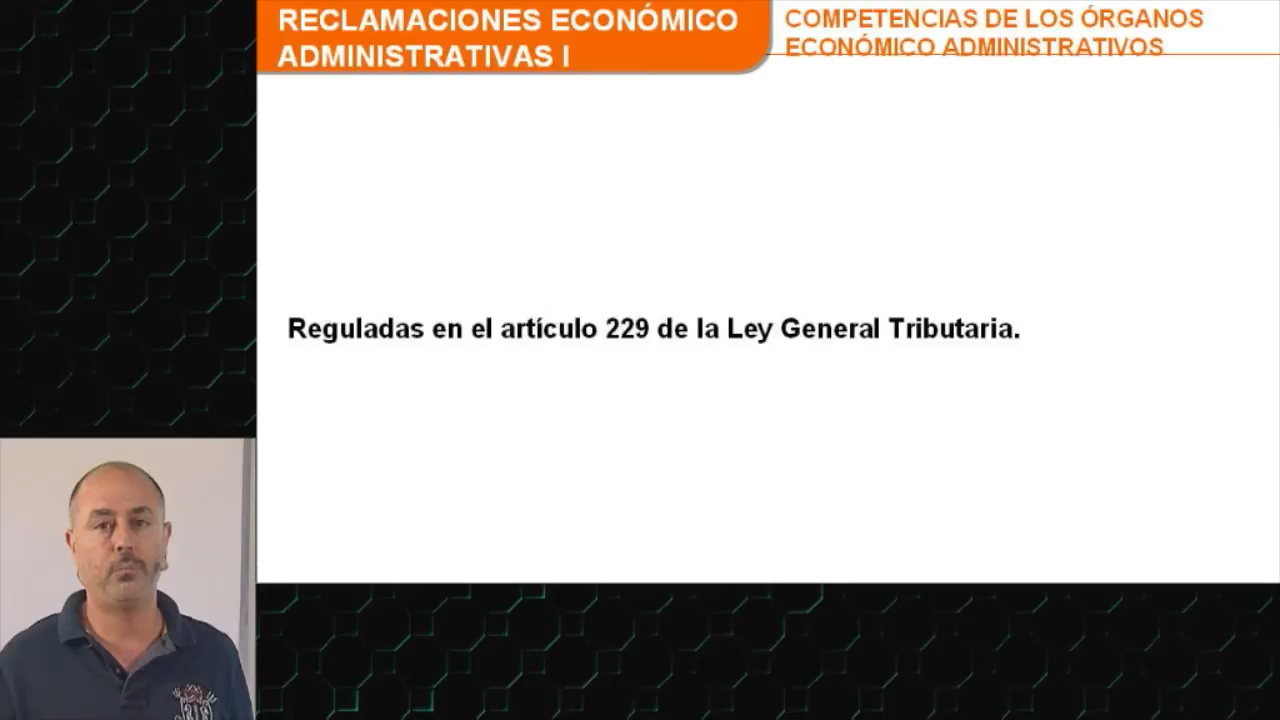 RECLAMACIONES ECONÓMICO
ADMINISTRATIVAS I
COMPETENCIAS DE LOS ÓRGANOS
ECONÓMICO ADMINISTRATIVOS
Reguladas en el artículo 229 de la Ley General Tributaria.